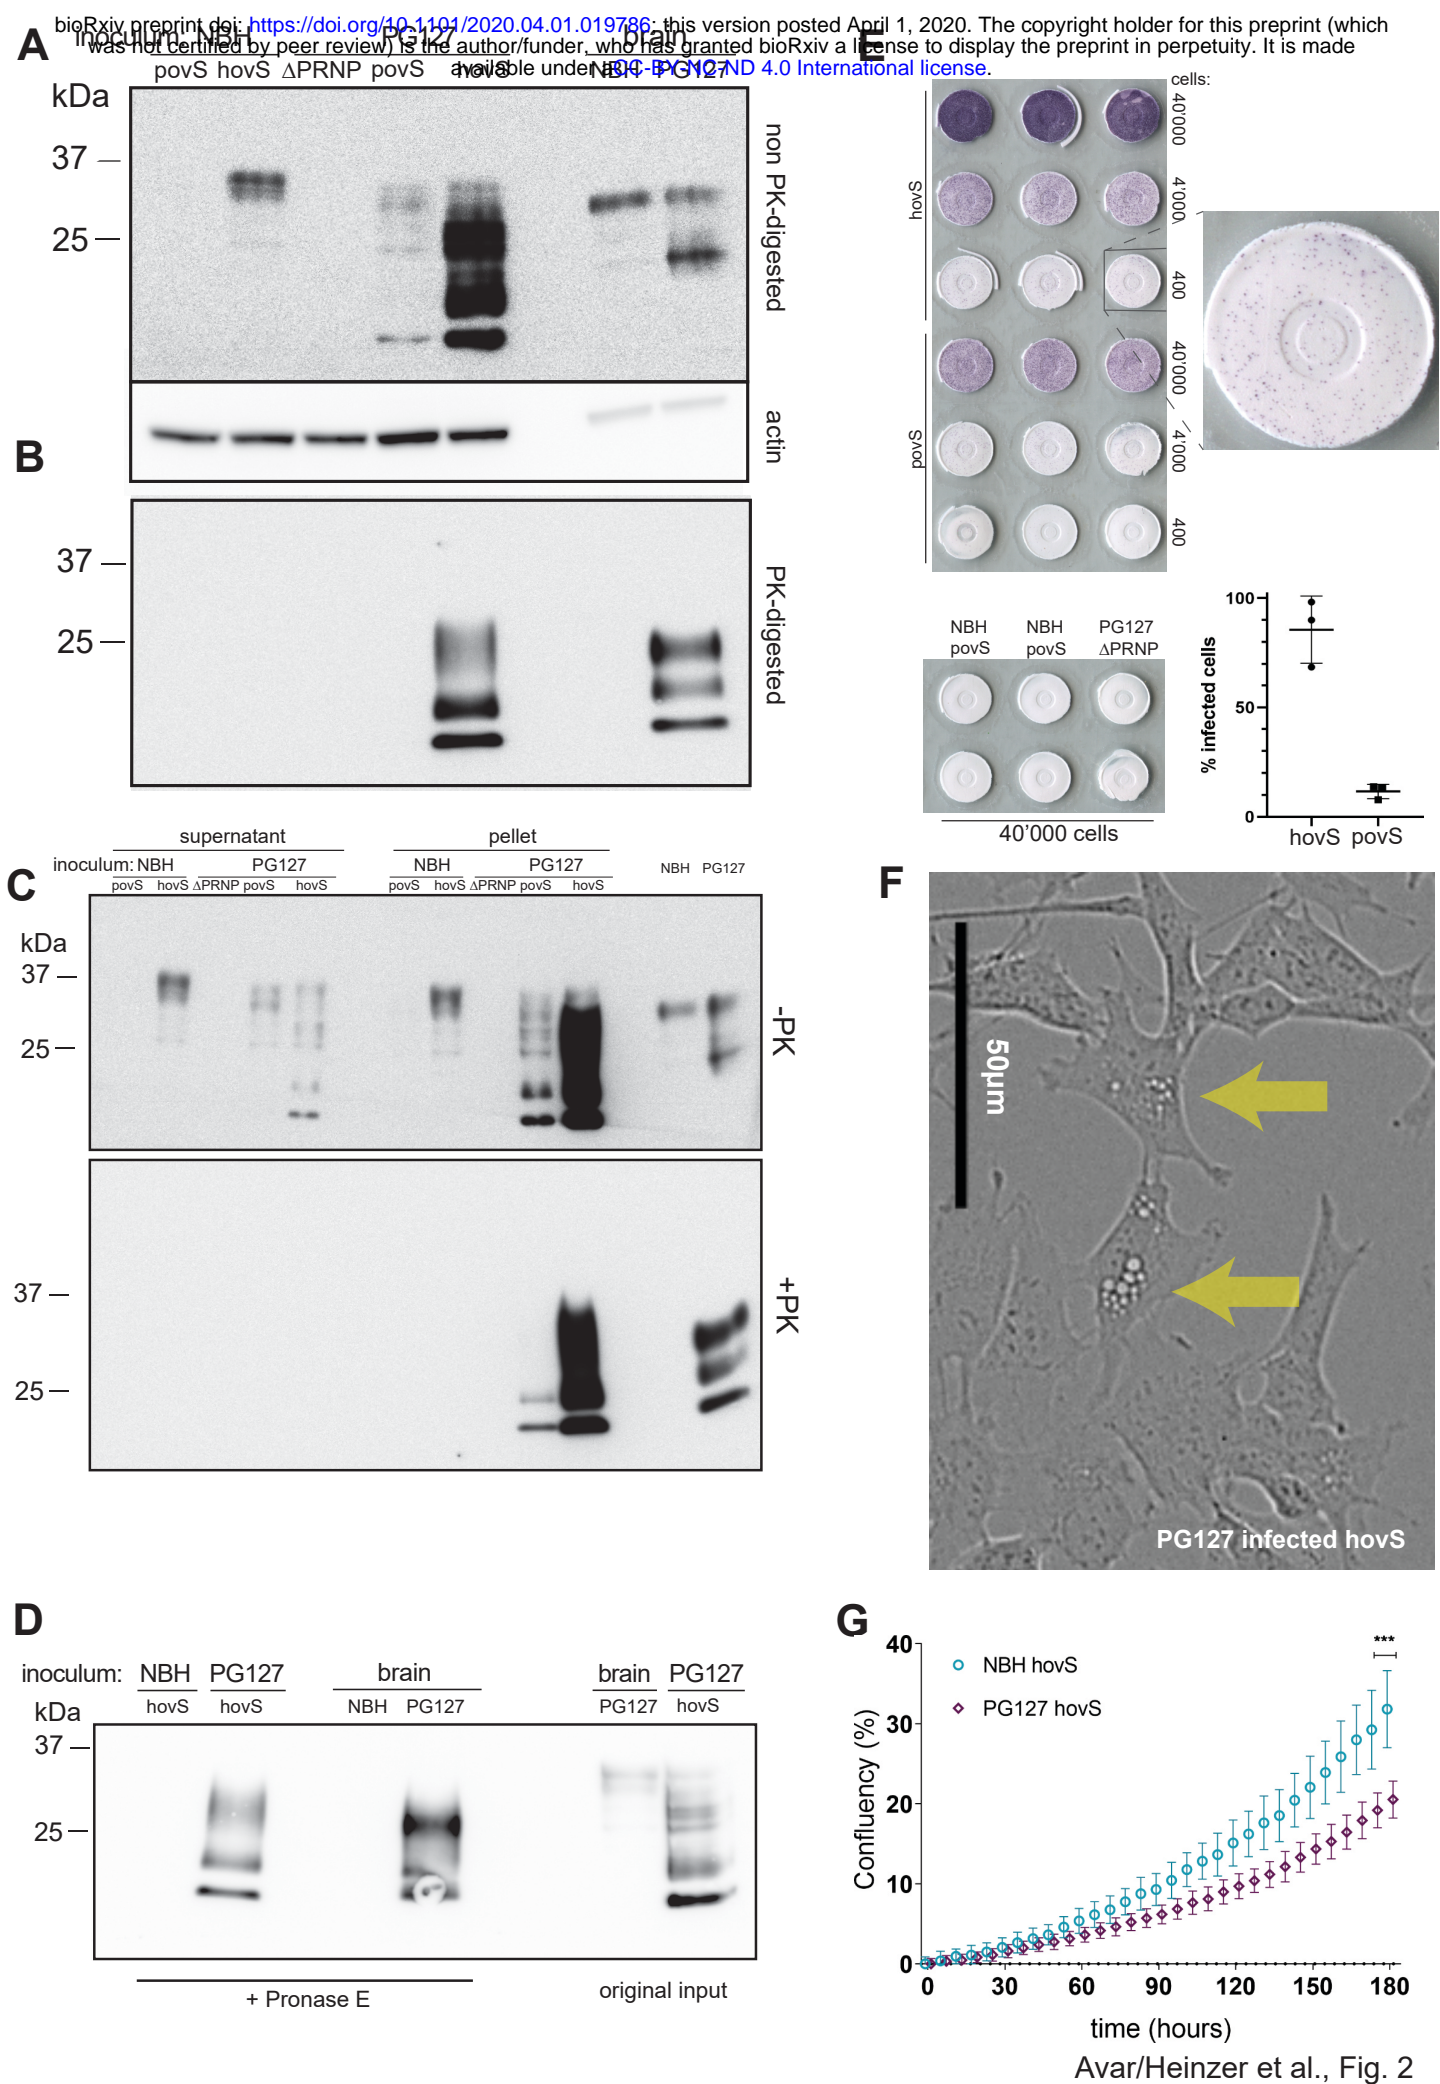 bioRxiv preprint doi: https://doi.org/10.1101/2020.04.01.019786; this version posted April 1, 2020. The copyright holder for this preprint (which
was not certified by peer review) is the author/funder, who has granted bioRxiv a license to display the preprint in perpetuity. It is made
available under aCC-BY-NC-ND 4.0 International license.
A
inoculum: NBH PG127 brain
povS hovS ΔPRNP povS hovS NBH PG127
kDa
37
25
non PK-digested
actin
B
37
25
PK-digested
supernatant pellet
inoculum: NBH PG127 NBH PG127 NBH PG127
C
povS hovS ΔPRNP povS hovS povS hovS ΔPRNP povS hovS
kDa
37
25
-PK
37
25
+PK
D
inoculum: NBH PG127 brain brain PG127
kDa hovS hovS NBH PG127 PG127 hovS
37
25
+ Pronase E
original input
E
cells:
hovS
40'000
4'000
400
povS
40'000
4'000
400
NBH povS
NBH povS
PG127 ΔPRNP
40'000 cells
% infected cells
100
50
0
hovS povS
F
50µm
PG127 infected hovS
G
Confluency (%)
40
30
20
10
0
NBH hovS
PG127 hovS
***
0 30 60 90 120 150 180
time (hours)
Avar/Heinzer et al., Fig. 2